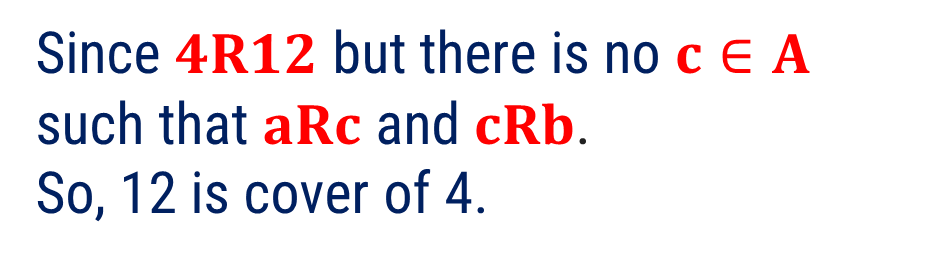 Since 4R12 but there is no c ∈ A
such that aRc and cRb.
So, 12 is cover of 4.